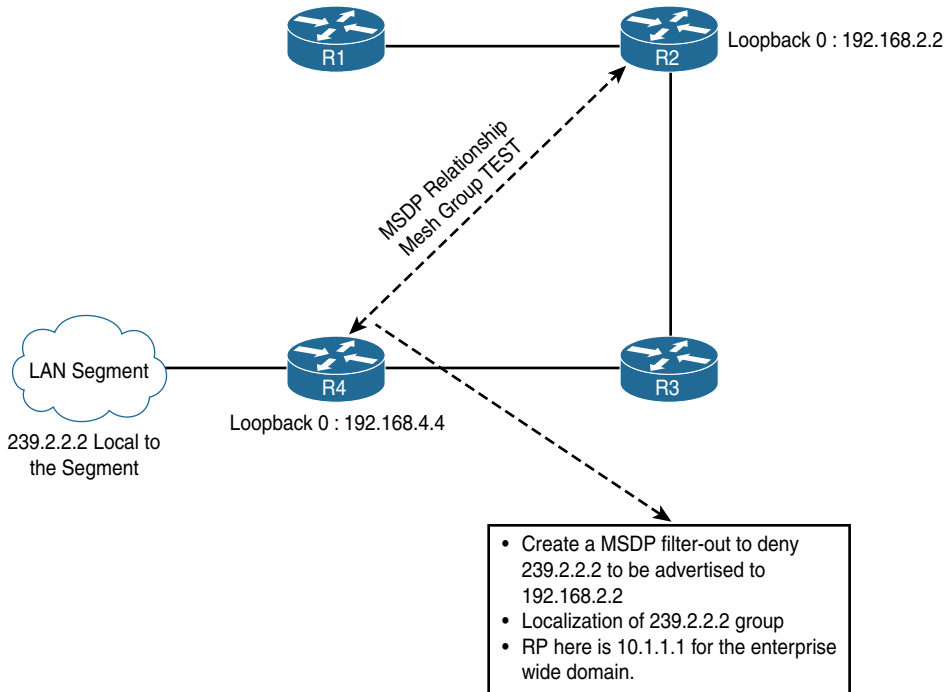 R1
R2
Loopback 0 : 192.168.2.2
MSDP Relationship
Mesh Group TEST
LAN Segment
R4
R3
Loopback 0 : 192.168.4.4
239.2.2.2 Local to
the Segment
• Create a MSDP filter-out to deny
239.2.2.2 to be advertised to
192.168.2.2
• Localization of 239.2.2.2 group
• RP here is 10.1.1.1 for the enterprise
wide domain.